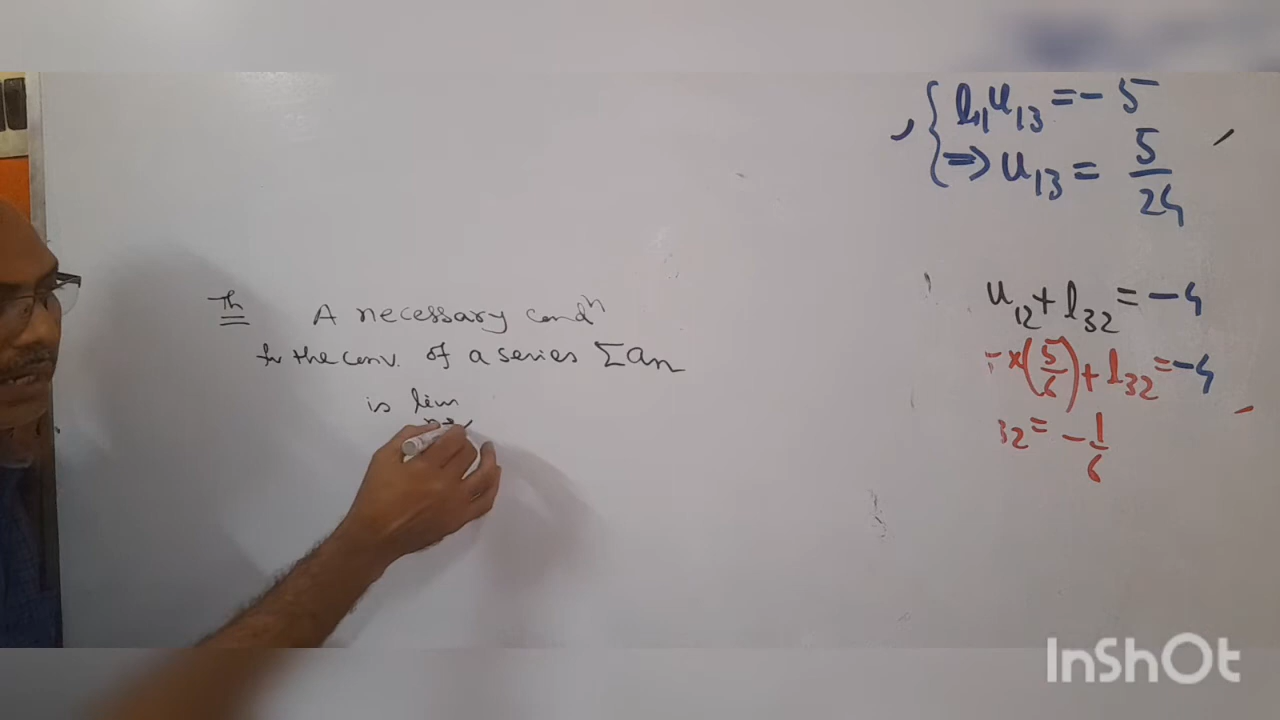 Th A necessary condⁿ
for the conv. of a series Σaₙ
is lim
n→
{ l₁₁u₁₃ = -5
⇒ u₁₃ = 5/24
u₁₂ + l₃₂ = -4
x(5/6) + l₃₂ = -4
32 = -1/6
InShOt